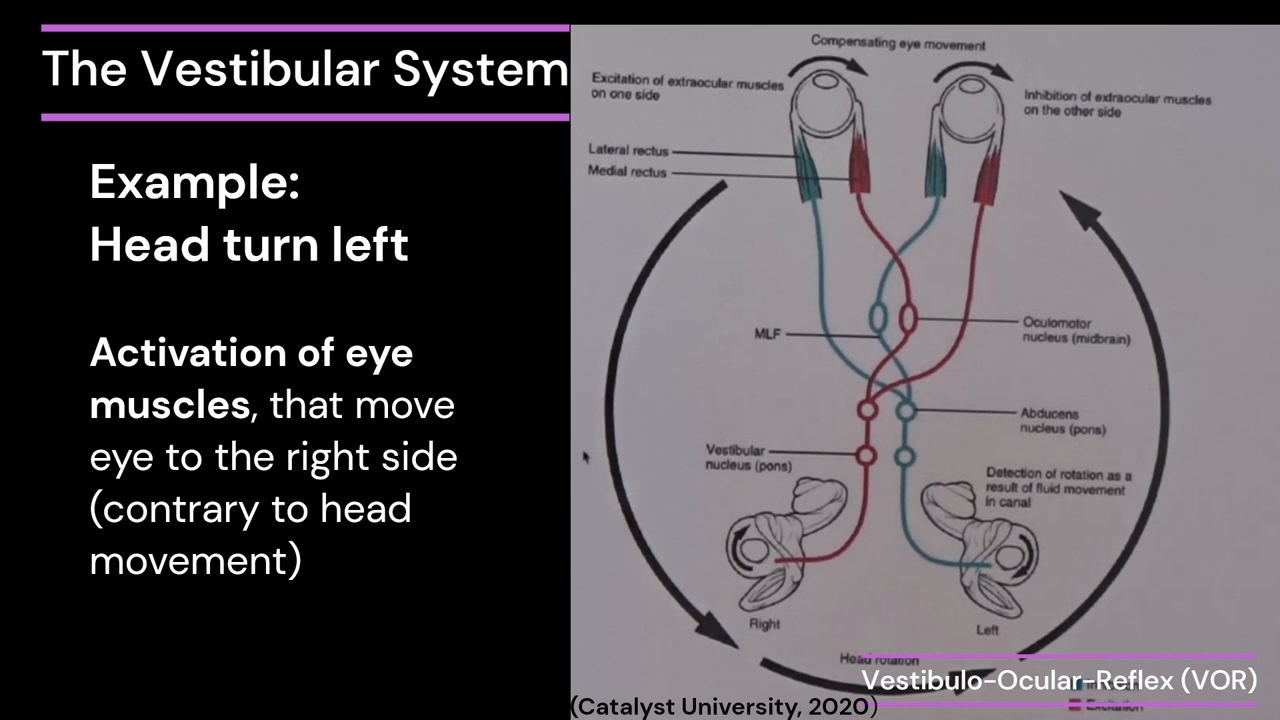 The Vestibular System
Example:
Head turn left
Activation of eye
muscles, that move
eye to the right side
(contrary to head
movement)
Compensating eye movement
Excitation of extraocular muscles
on one side
Inhibition of extraocular muscles
on the other side
Lateral rectus
Medial rectus
MLF
Oculomotor
nucleus (midbrain)
Abducens
nucleus (pons)
Vestibular
nucleus (pons)
Detection of rotation as a
result of fluid movement
in canal
Right
Left
Head rotation
Vestibulo-Ocular-Reflex (VOR)
Excitation
(Catalyst University, 2020)